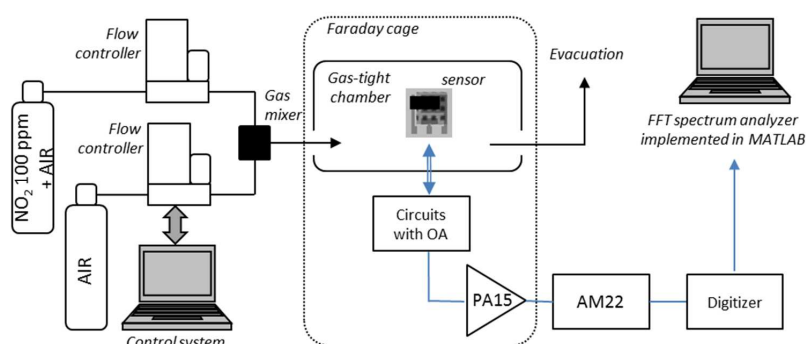 Flow
controller
Flow
controller
NO₂ 100 ppm
+ AIR
AIR
Control system
Gas
mixer
Faraday cage
Gas-tight
chamber
sensor
Evacuation
Circuits
with OA
PA15
AM22
Digitizer
FFT spectrum analyzer
implemented in MATLAB